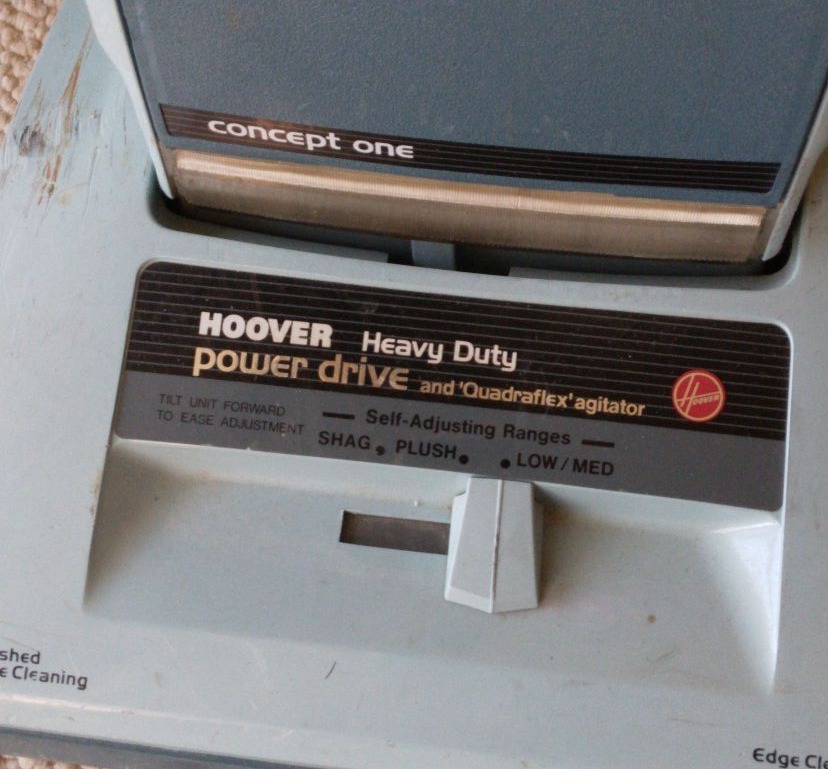 concept one
HOOVER Heavy Duty
power drive and 'Quadraflex' agitator
HOOVER
TILT UNIT FORWARD
TO EASE ADJUSTMENT
Self-Adjusting Ranges
SHAG PLUSH LOW/MED
shed
e Cleaning
Edge Cle